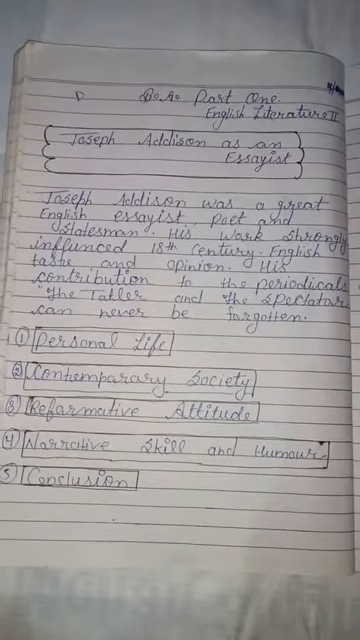 B.A. Part One
English Literature II
Joseph Addison as an
Essayist
Joseph Addison was a great
English essayist, Poet and
Statesman. His work Strongly
influnced 18th Century. English
taste and opinion. His
contribution to the periodicals
"The Tatler and the Spectator
can never be forgotten.
① Personal Life
② Contemparary Society
③ Reformative Attitude
④ Narrative Skill and Humour
⑤ Conclusion